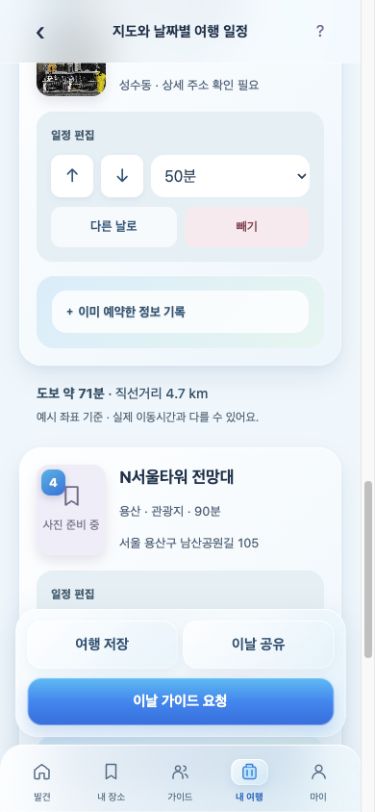 지도와 날짜별 여행 일정
?
성수동 · 상세 주소 확인 필요
일정 편집
↑ ↓ 50분
다른 날로 빼기
+ 이미 예약한 정보 기록
도보 약 71분 · 직선거리 4.7 km
예시 좌표 기준 · 실제 이동시간과 다를 수 있어요.
4
사진 준비 중
N서울타워 전망대
용산 · 관광지 · 90분
서울 용산구 남산공원길 105
일정 편집
여행 저장 이날 공유
이날 가이드 요청
발견 내 장소 가이드 내 여행 마이